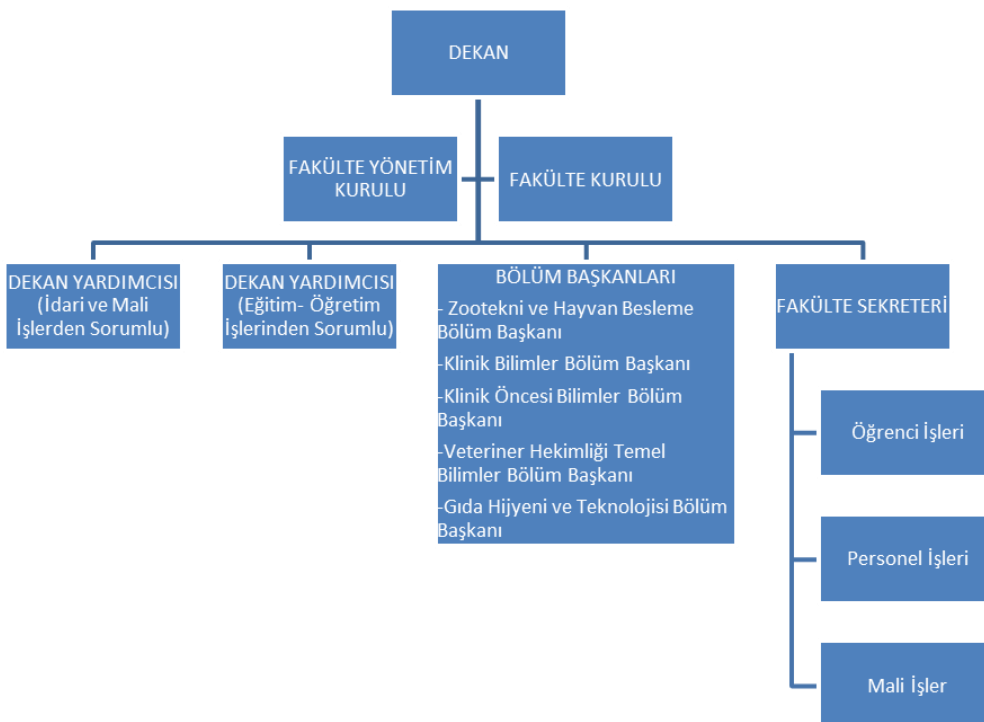 DEKAN
FAKÜLTE YÖNETİM
KURULU
FAKÜLTE KURULU
DEKAN YARDIMCISI
(İdari ve Mali
İşlerden Sorumlu)
DEKAN YARDIMCISI
(Eğitim- Öğretim
İşlerinden Sorumlu)
BÖLÜM BAŞKANLARI
- Zootekni ve Hayvan Besleme
Bölüm Başkanı
-Klinik Bilimler Bölüm Başkanı
-Klinik Öncesi Bilimler Bölüm
Başkanı
-Veteriner Hekimliği Temel
Bilimler Bölüm Başkanı
-Gıda Hijyeni ve Teknolojisi Bölüm
Başkanı
FAKÜLTE SEKRETERİ
Öğrenci İşleri
Personel İşleri
Mali İşler